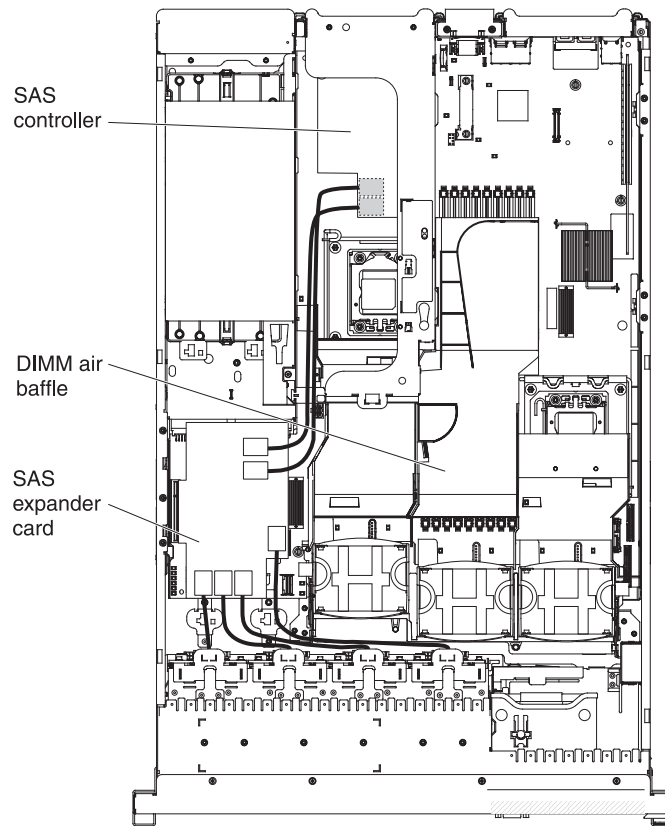 SAS
controller
DIMM air
baffle
SAS
expander
card